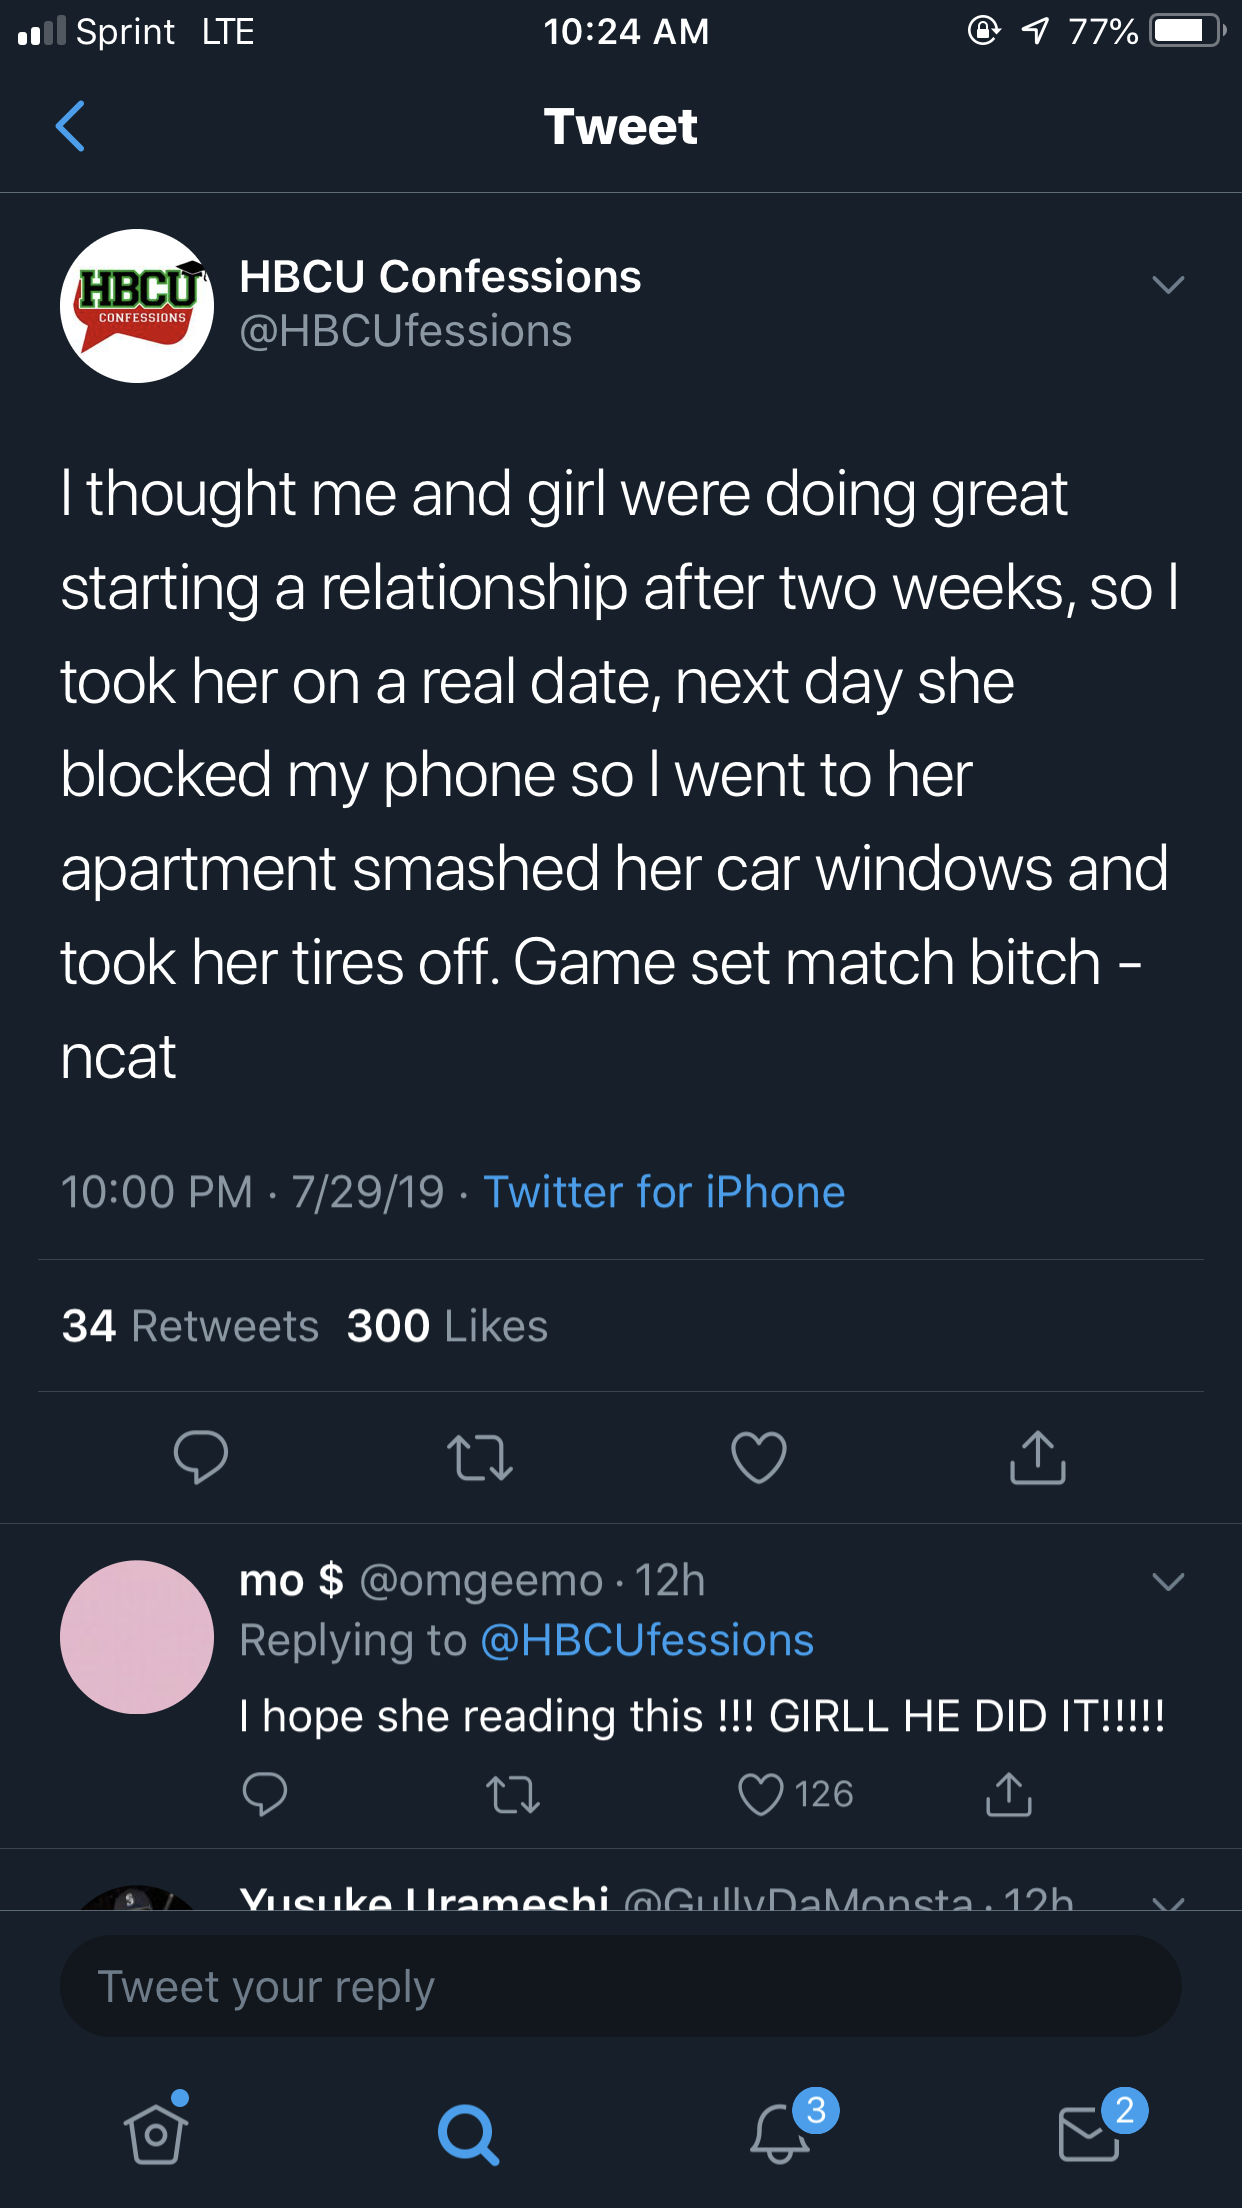 Sprint LTE 10:24 AM 77%
Tweet
HBCU
CONFESSIONS
HBCU Confessions
@HBCUfessions
I thought me and girl were doing great
starting a relationship after two weeks, so I
took her on a real date, next day she
blocked my phone so I went to her
apartment smashed her car windows and
took her tires off. Game set match bitch -
ncat
10:00 PM · 7/29/19 · Twitter for iPhone
34 Retweets 300 Likes
mo $ @omgeemo · 12h
Replying to @HBCUfessions
I hope she reading this !!! GIRLL HE DID IT!!!!!
126
Yusuke Urameshi @GullyDaMonsta · 12h
Tweet your reply
3
2